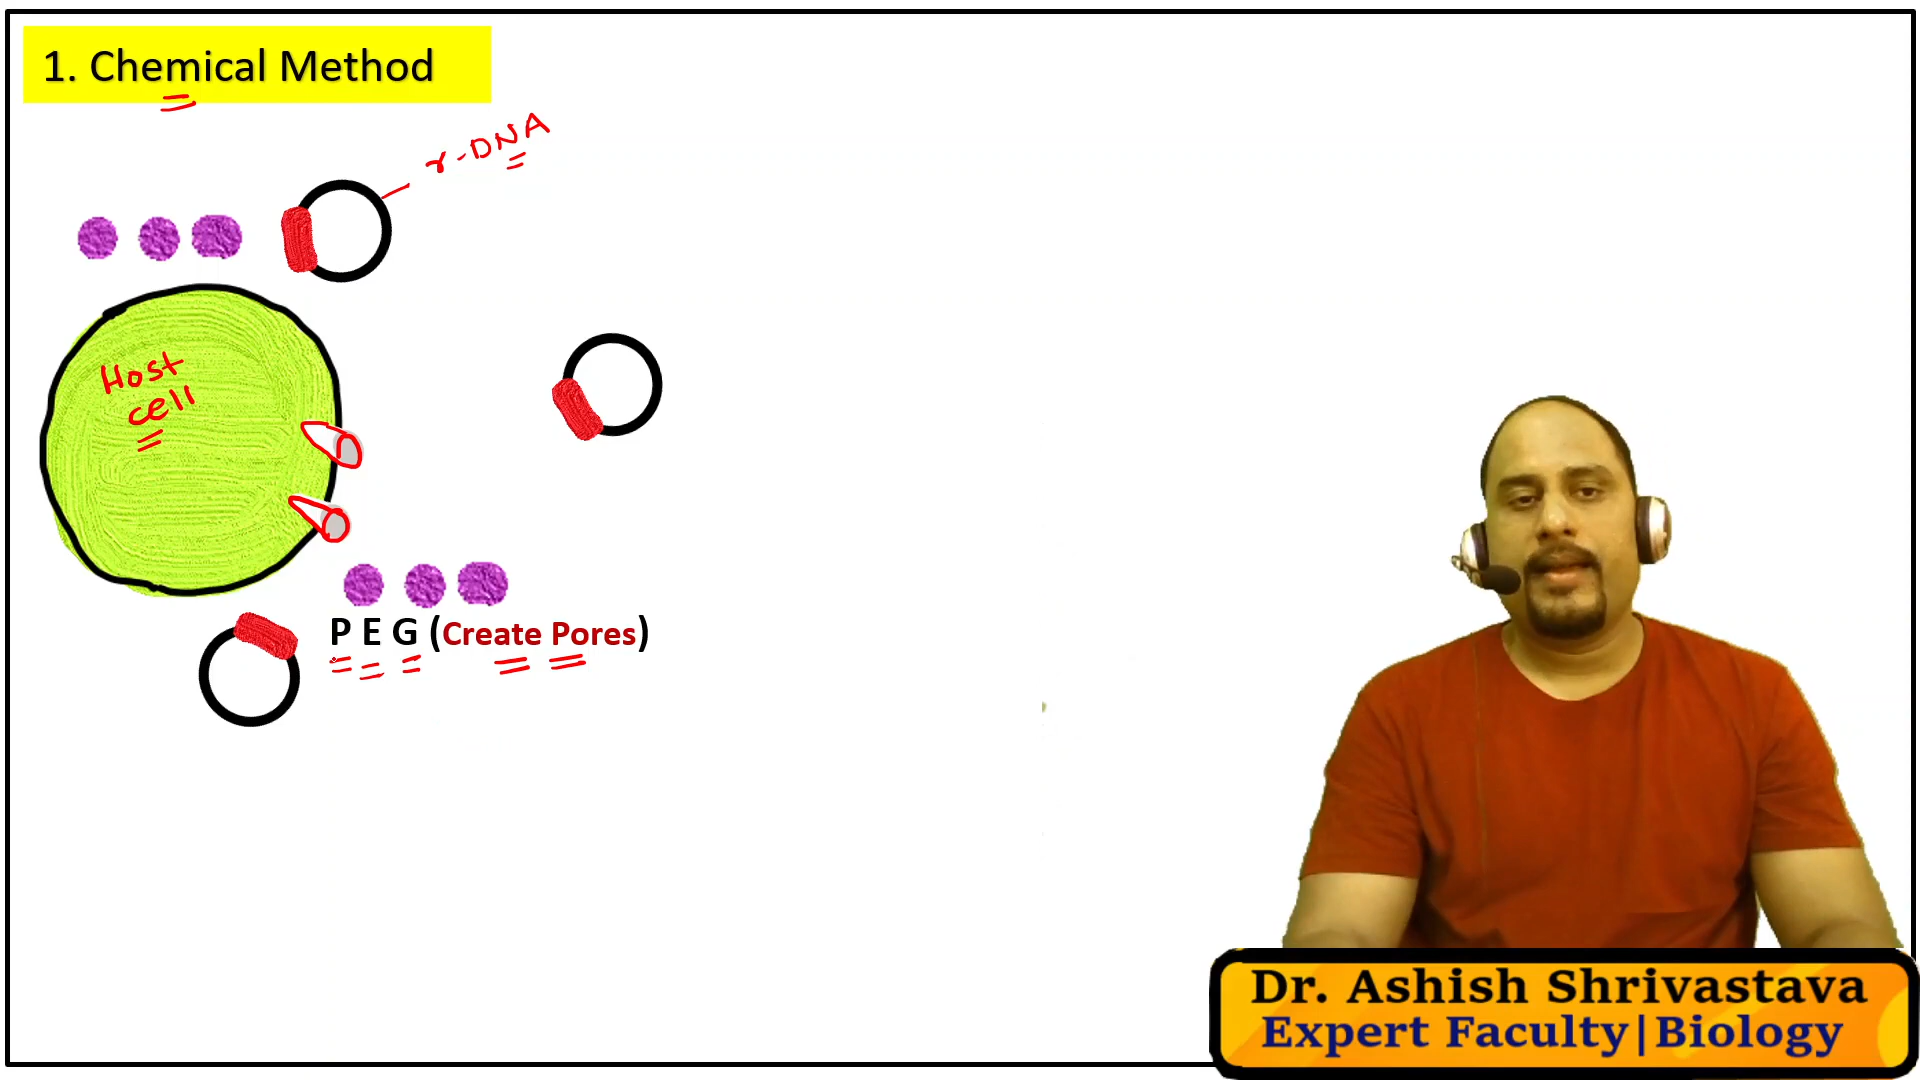 1. Chemical Method
r-DNA
Host
cell
P E G (Create Pores)
Dr. Ashish Shrivastava
Expert Faculty|Biology